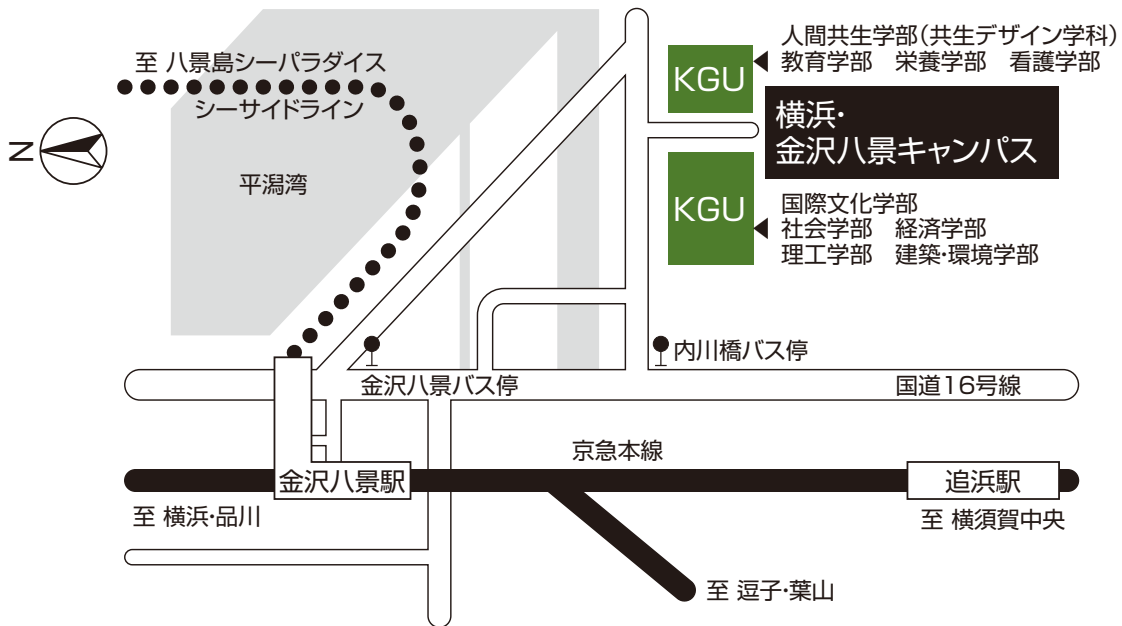 人間共生学部(共生デザイン学科)
教育学部　栄養学部　看護学部
KGU
至 八景島シーパラダイス
シーサイドライン
横浜・
金沢八景キャンパス
N
平潟湾
KGU
国際文化学部
社会学部　経済学部
理工学部　建築・環境学部
内川橋バス停
金沢八景バス停
国道16号線
京急本線
金沢八景駅
追浜駅
至 横浜・品川
至 横須賀中央
至 逗子・葉山